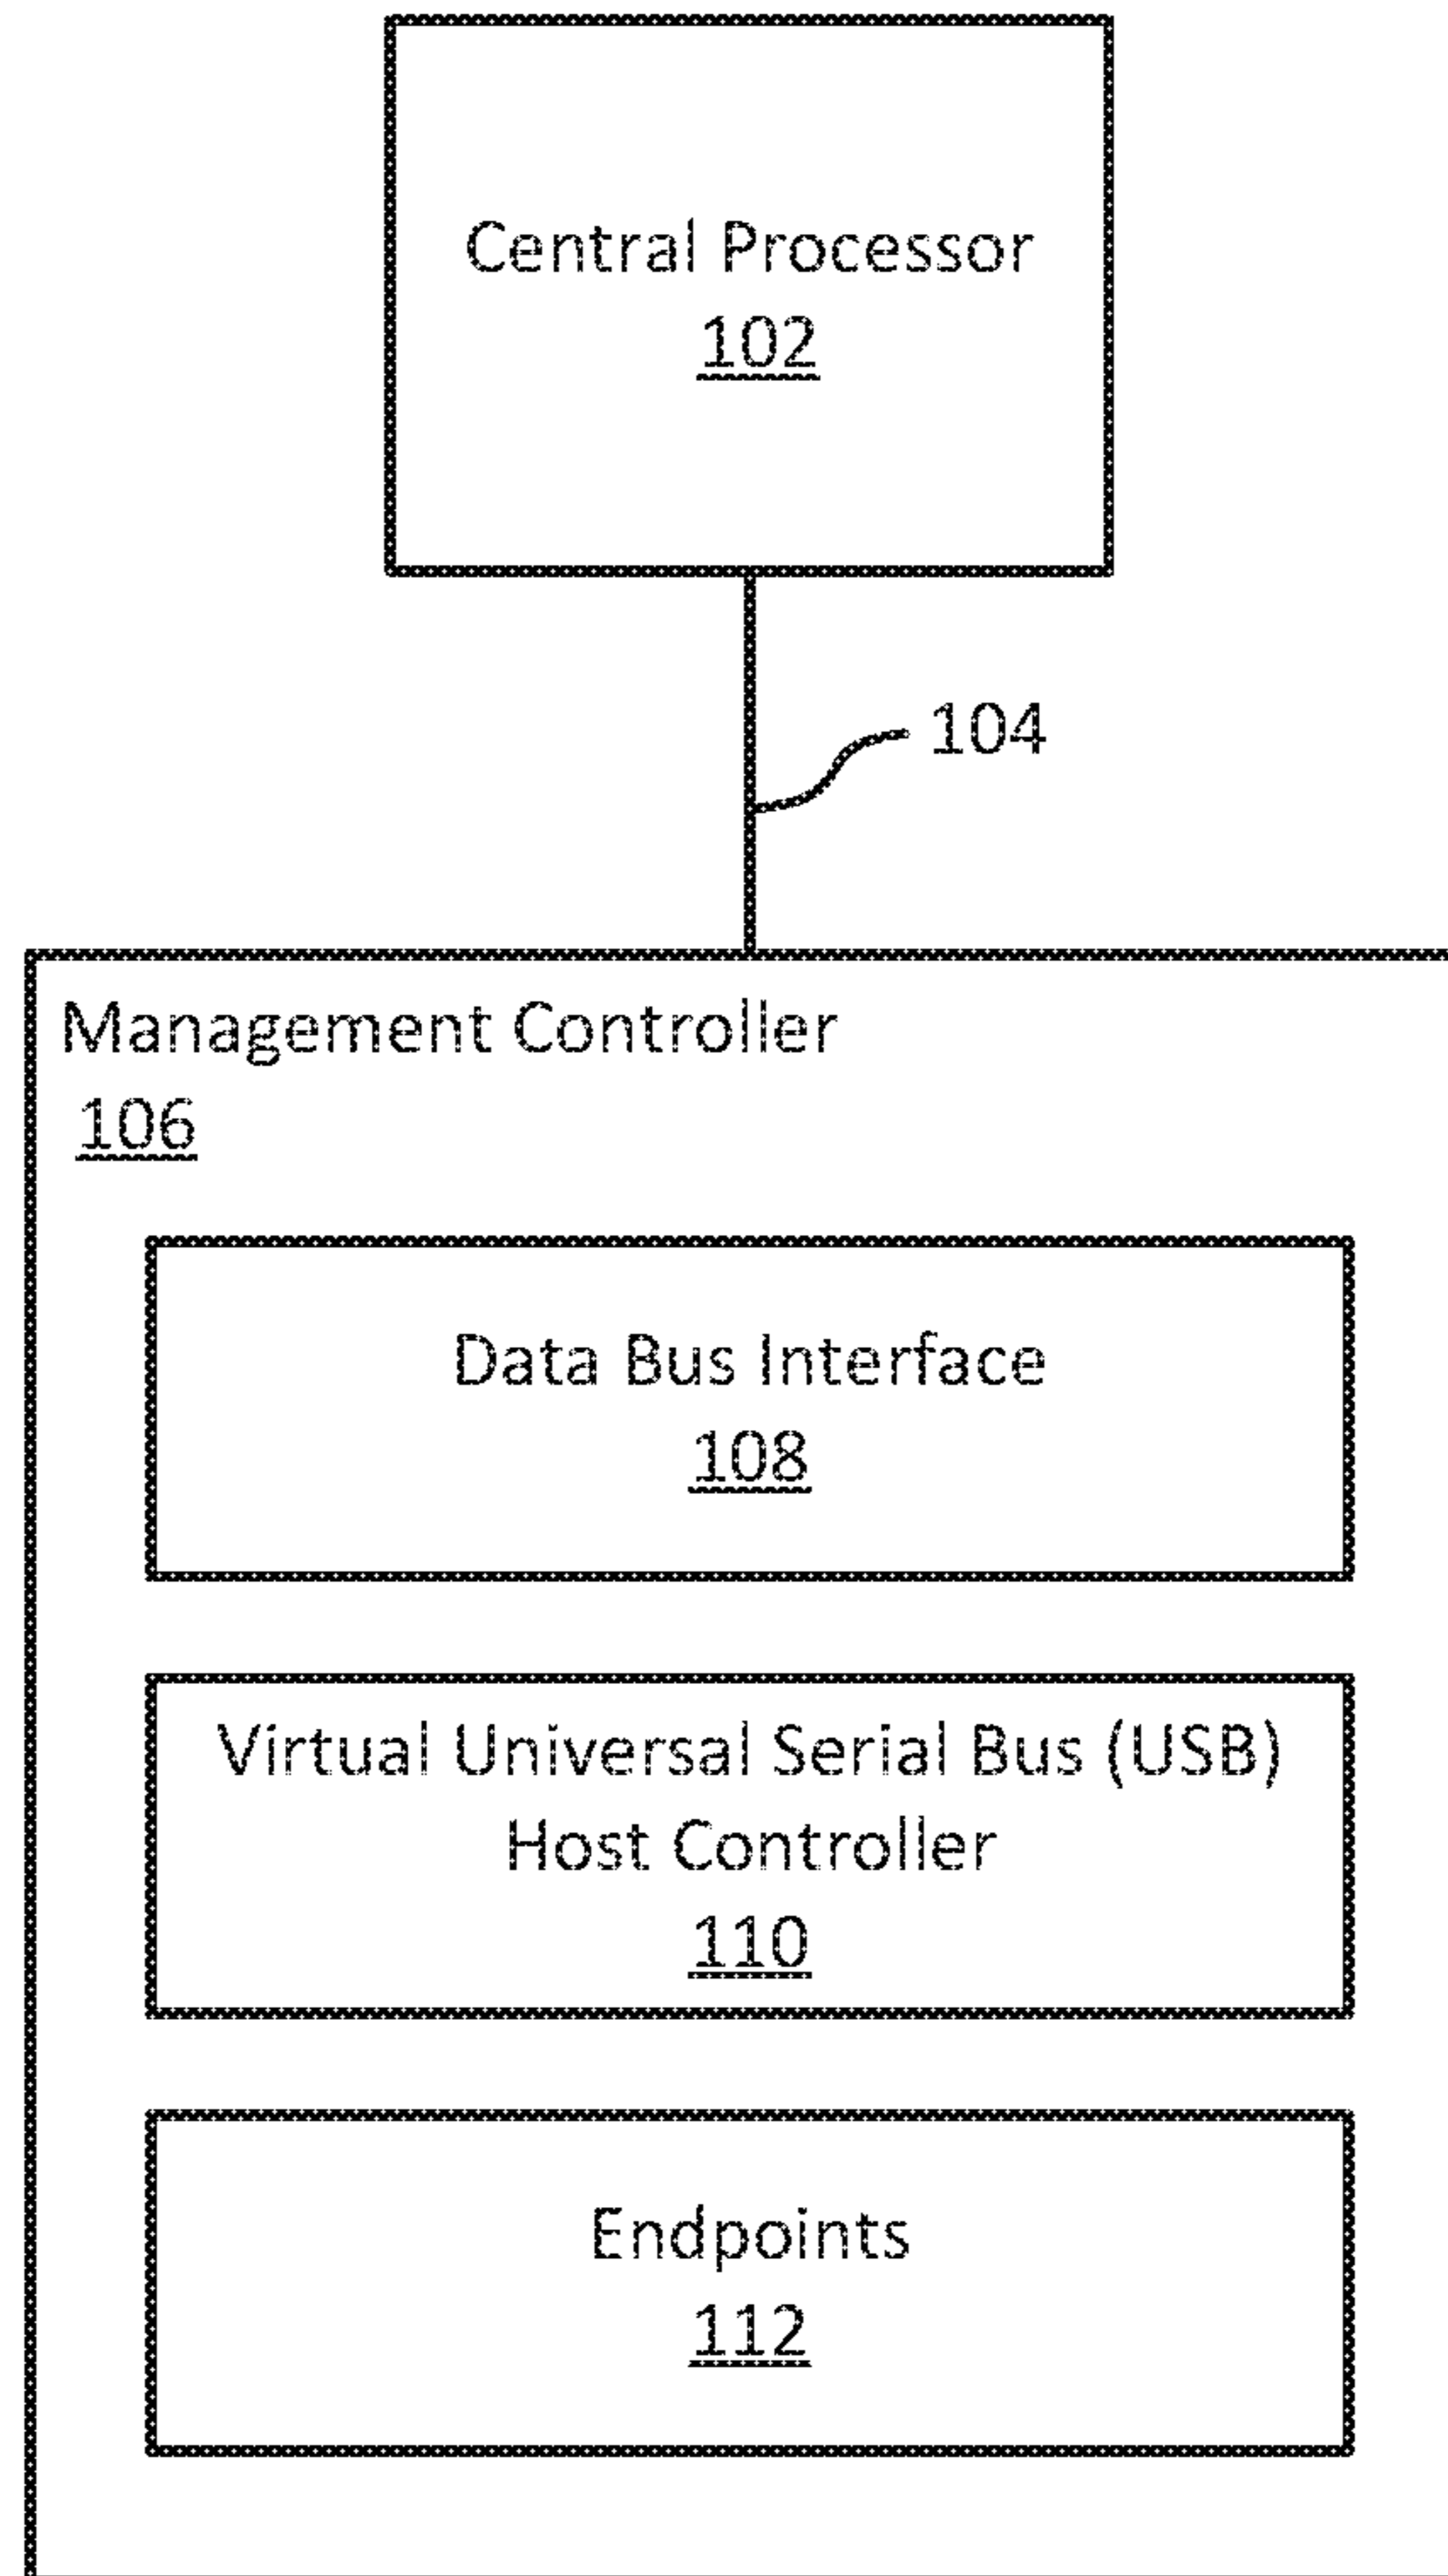 Central Processor
102
104
Management Controller
106
Data Bus Interface
108
Virtual Universal Serial Bus (USB)
Host Controller
110
Endpoints
112